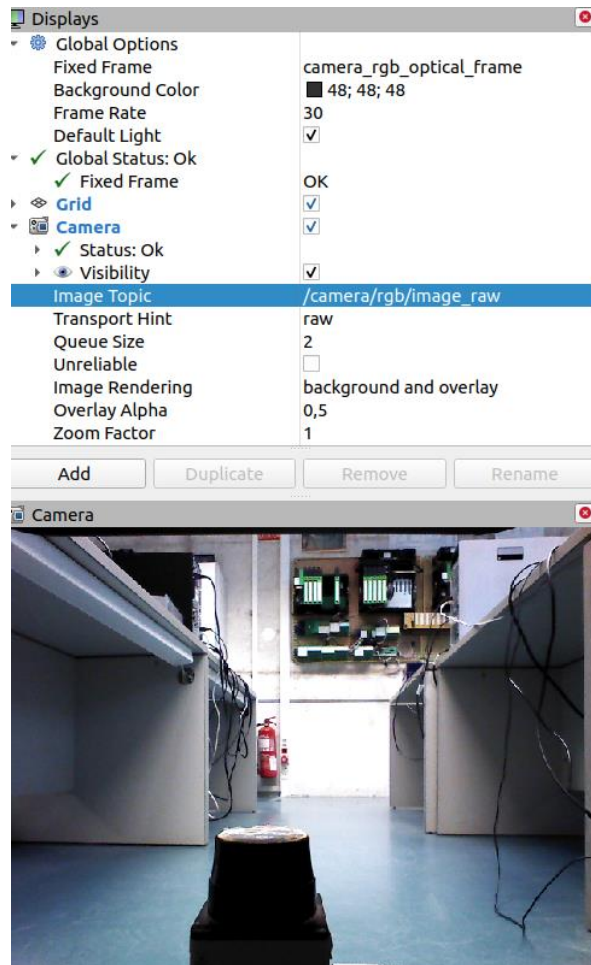 Displays
Global Options
Fixed Frame camera_rgb_optical_frame
Background Color 48; 48; 48
Frame Rate 30
Default Light
Global Status: Ok
Fixed Frame OK
Grid
Camera
Status: Ok
Visibility
Image Topic /camera/rgb/image_raw
Transport Hint raw
Queue Size 2
Unreliable
Image Rendering background and overlay
Overlay Alpha 0,5
Zoom Factor 1
Add Duplicate Remove Rename
Camera